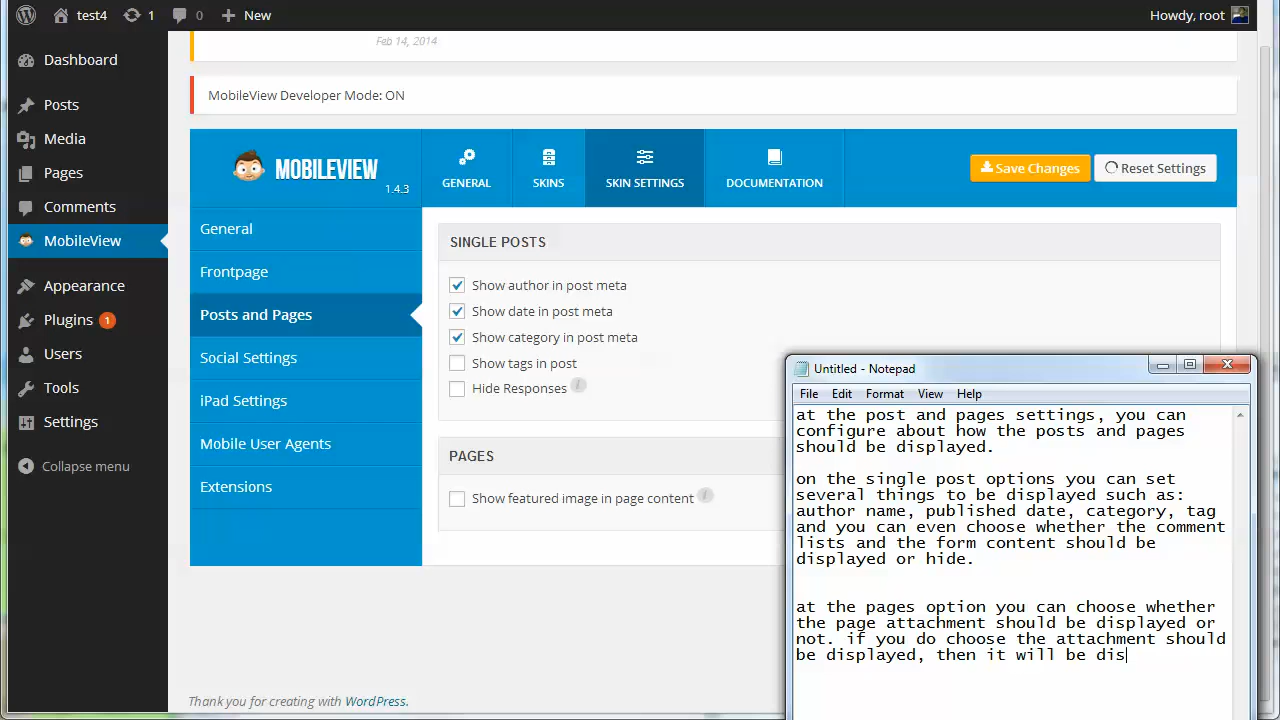 test4
1
0
New
Howdy, root
Dashboard
Posts
Media
Pages
Comments
MobileView
Appearance
Plugins 1
Users
Tools
Settings
Collapse menu
Feb 14, 2014
MobileView Developer Mode: ON
MOBILEVIEW
1.4.3
GENERAL
SKINS
SKIN SETTINGS
DOCUMENTATION
Save Changes
Reset Settings
General
Frontpage
Posts and Pages
Social Settings
iPad Settings
Mobile User Agents
Extensions
SINGLE POSTS
Show author in post meta
Show date in post meta
Show category in post meta
Show tags in post
Hide Responses i
PAGES
Show featured image in page content i
Thank you for creating with WordPress.
Untitled - Notepad
File Edit Format View Help
at the post and pages settings, you can
configure about how the posts and pages
should be displayed.
on the single post options you can set
several things to be displayed such as:
author name, published date, category, tag
and you can even choose whether the comment
lists and the form content should be
displayed or hide.
at the pages option you can choose whether
the page attachment should be displayed or
not. if you do choose the attachment should
be displayed, then it will be dis